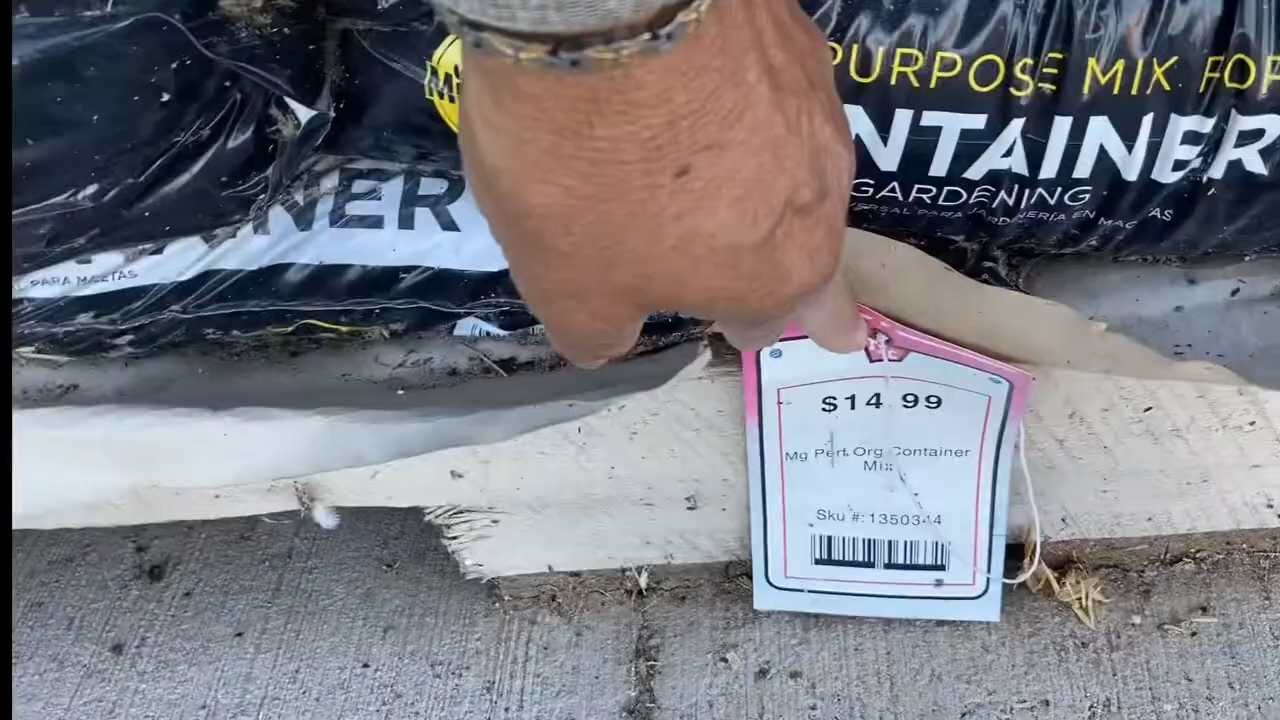 PURPOSE MIX FOR
NTAINER
GARDENING
NER
PARA MACETAS
$14.99
Mg Perf Org Container
Mix
Sku #:1350344